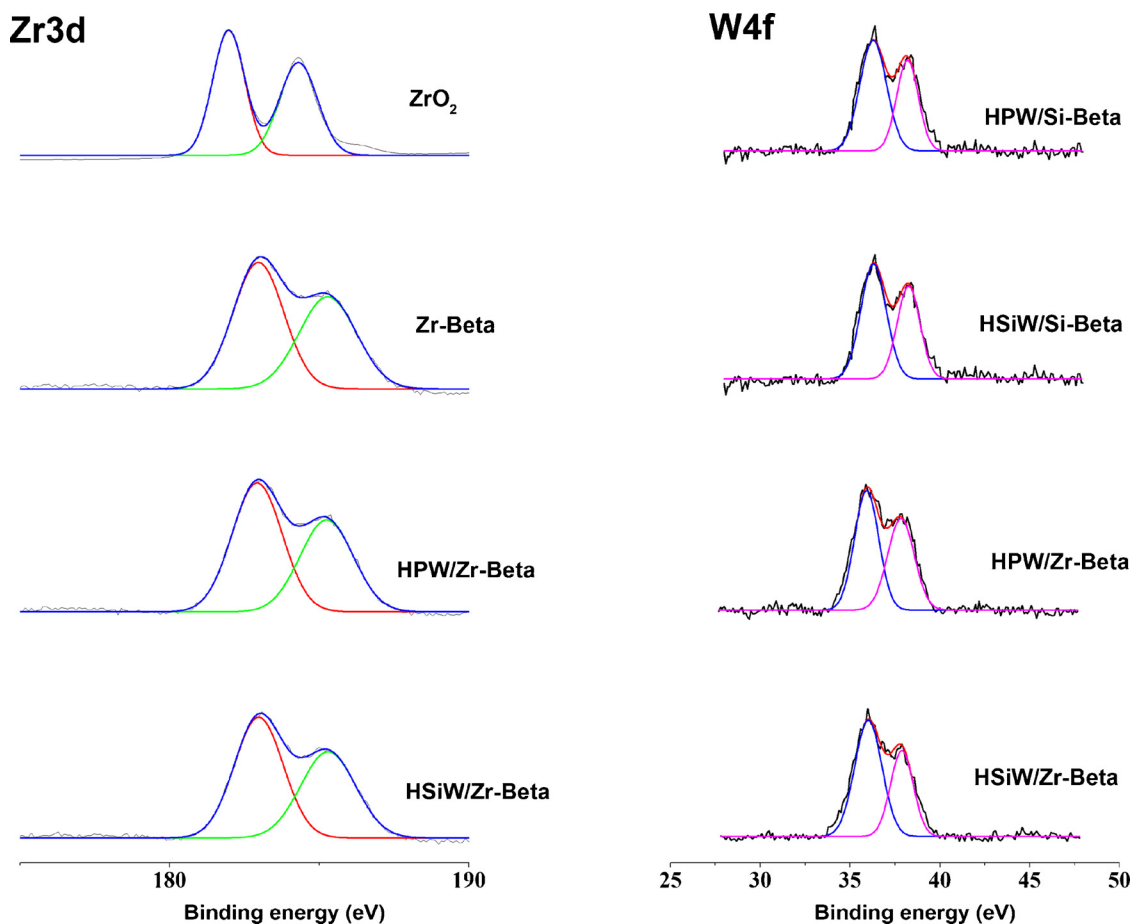 Zr3d
ZrO2
Zr-Beta
HPW/Zr-Beta
HSiW/Zr-Beta
180
190
Binding energy (eV)
W4f
HPW/Si-Beta
HSiW/Si-Beta
HPW/Zr-Beta
HSiW/Zr-Beta
25
30
35
40
45
50
Binding energy (eV)